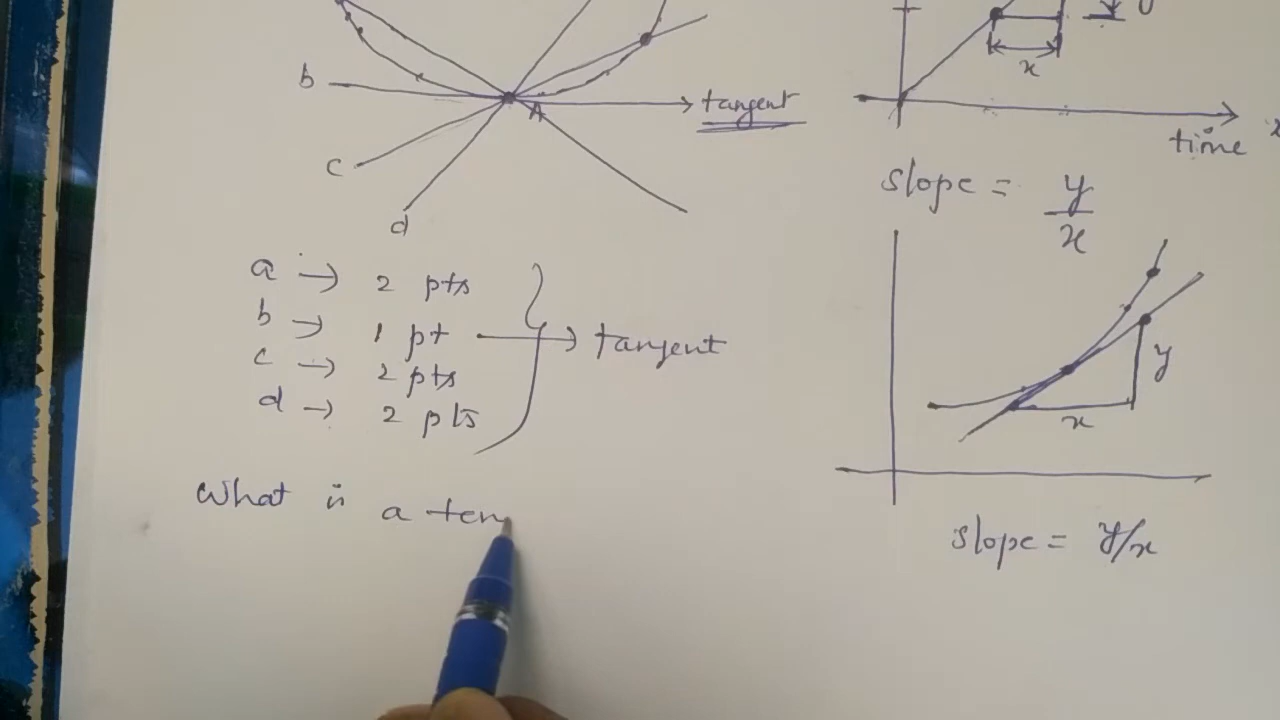 b
A
tangent
c
d
a → 2 pts
b → 1 pt → tangent
c → 2 pts
d → 2 pts
What is a ten
x
time
slope = y/x
y
x
slope = y/x